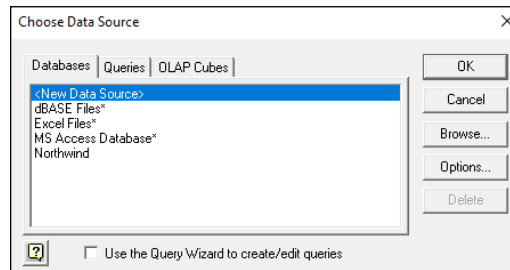 Choose Data Source
Databases Queries OLAP Cubes
<New Data Source>
dBASE Files*
Excel Files*
MS Access Database*
Northwind
OK
Cancel
Browse...
Options...
Delete
Use the Query Wizard to create/edit queries